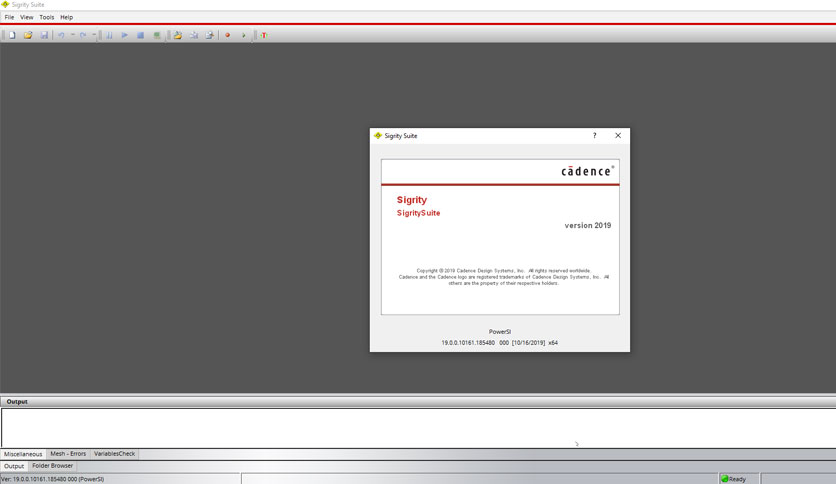 Sigrity Suite
File View Tools Help
T
Sigrity Suite
?
cādence®
Sigrity
SigritySuite
version 2019
Copyright © 2019 Cadence Design Systems, Inc. All rights reserved worldwide.
Cadence and the Cadence logo are registered trademarks of Cadence Design Systems, Inc. All
others are the property of their respective holders.
PowerSI
19.0.0.10161.185480 000 [10/16/2019] x64
Output
Miscellaneous Mesh - Errors VariablesCheck
Output Folder Browser
Ver: 19.0.0.10161.185480 000 (PowerSI)
Ready